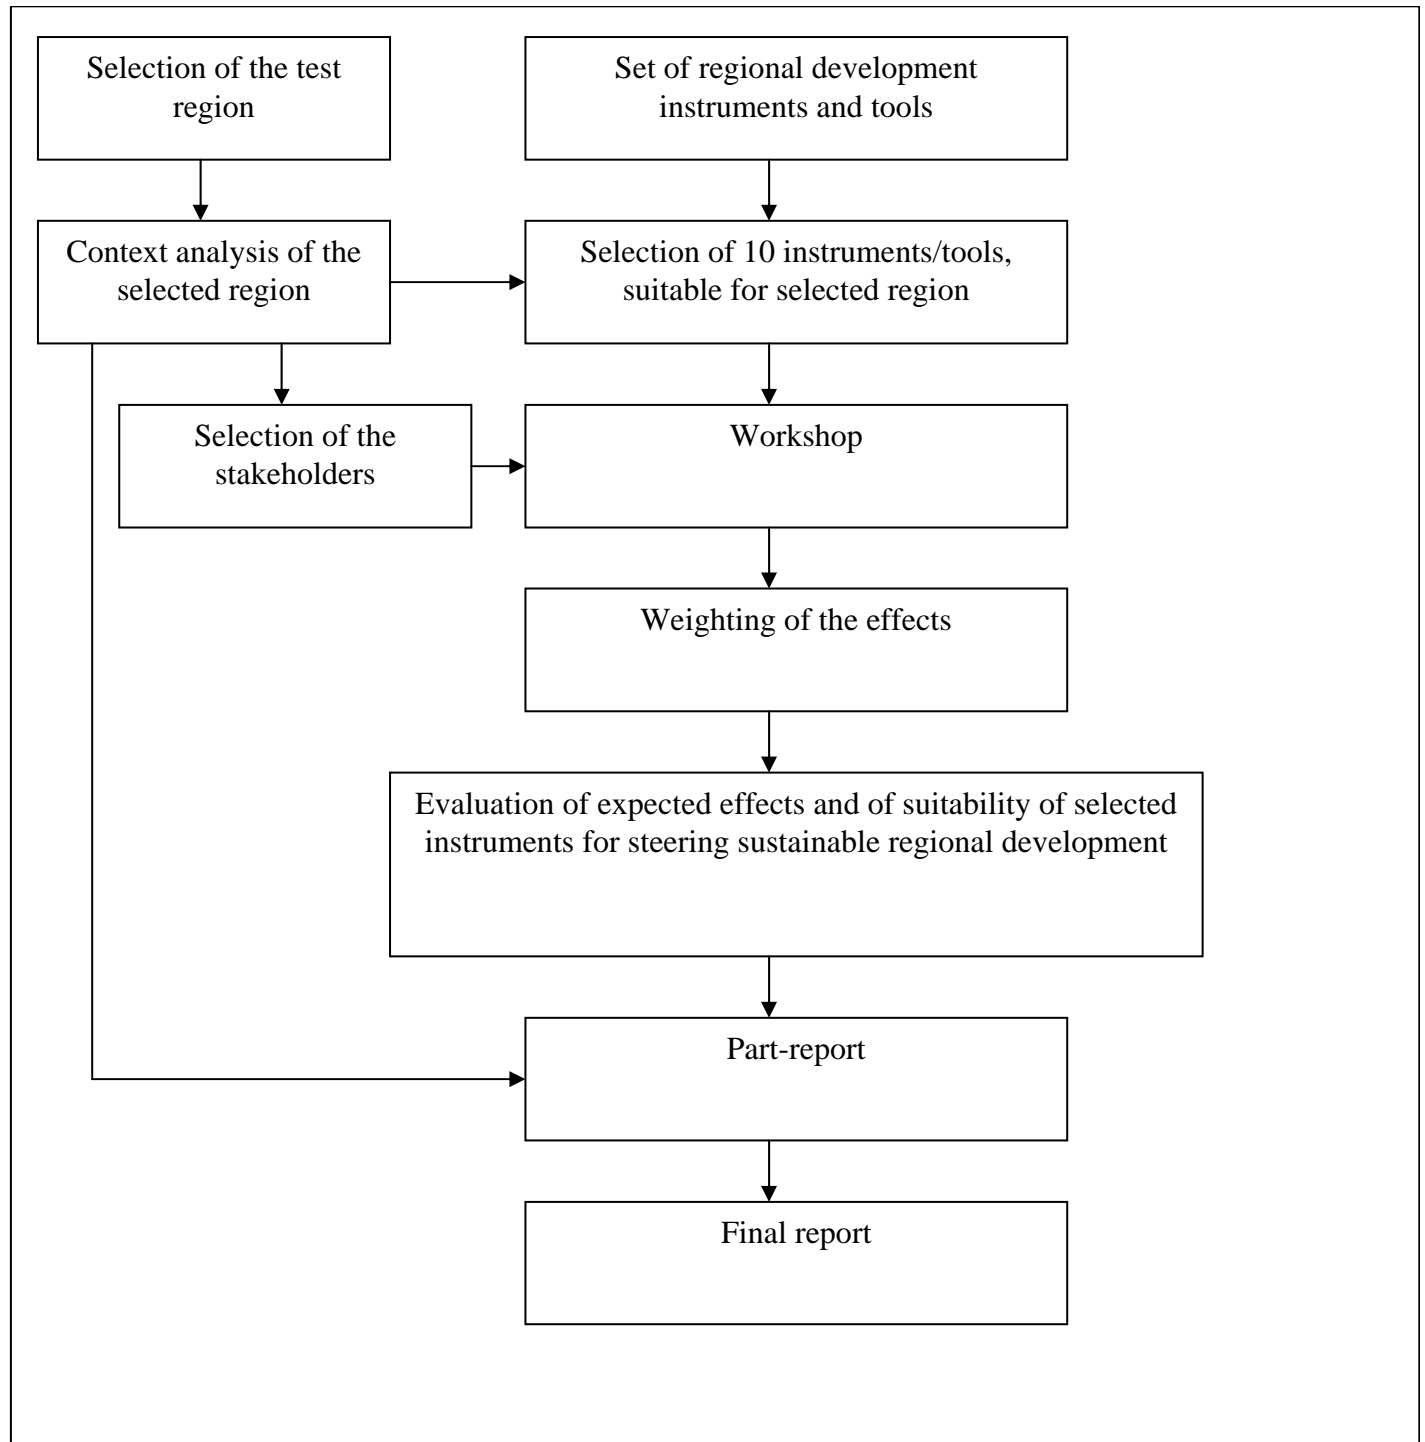 Selection of the test
region
Set of regional development
instruments and tools
Context analysis of the
selected region
Selection of 10 instruments/tools,
suitable for selected region
Selection of the
stakeholders
Workshop
Weighting of the effects
Evaluation of expected effects and of suitability of selected
instruments for steering sustainable regional development
Part-report
Final report